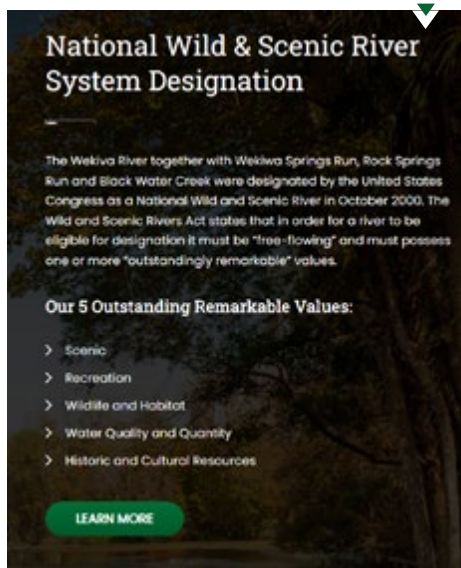 National Wild & Scenic River
System Designation
The Wekiva River together with Wekiwa Springs Run, Rock Springs
Run and Black Water Creek were designated by the United States
Congress as a National Wild and Scenic River in October 2000. The
Wild and Scenic Rivers Act states that in order for a river to be
eligible for designation it must be "free-flowing" and must possess
one or more "outstandingly remarkable" values.
Our 5 Outstanding Remarkable Values:
> Scenic
> Recreation
> Wildlife and Habitat
> Water Quality and Quantity
> Historic and Cultural Resources
LEARN MORE